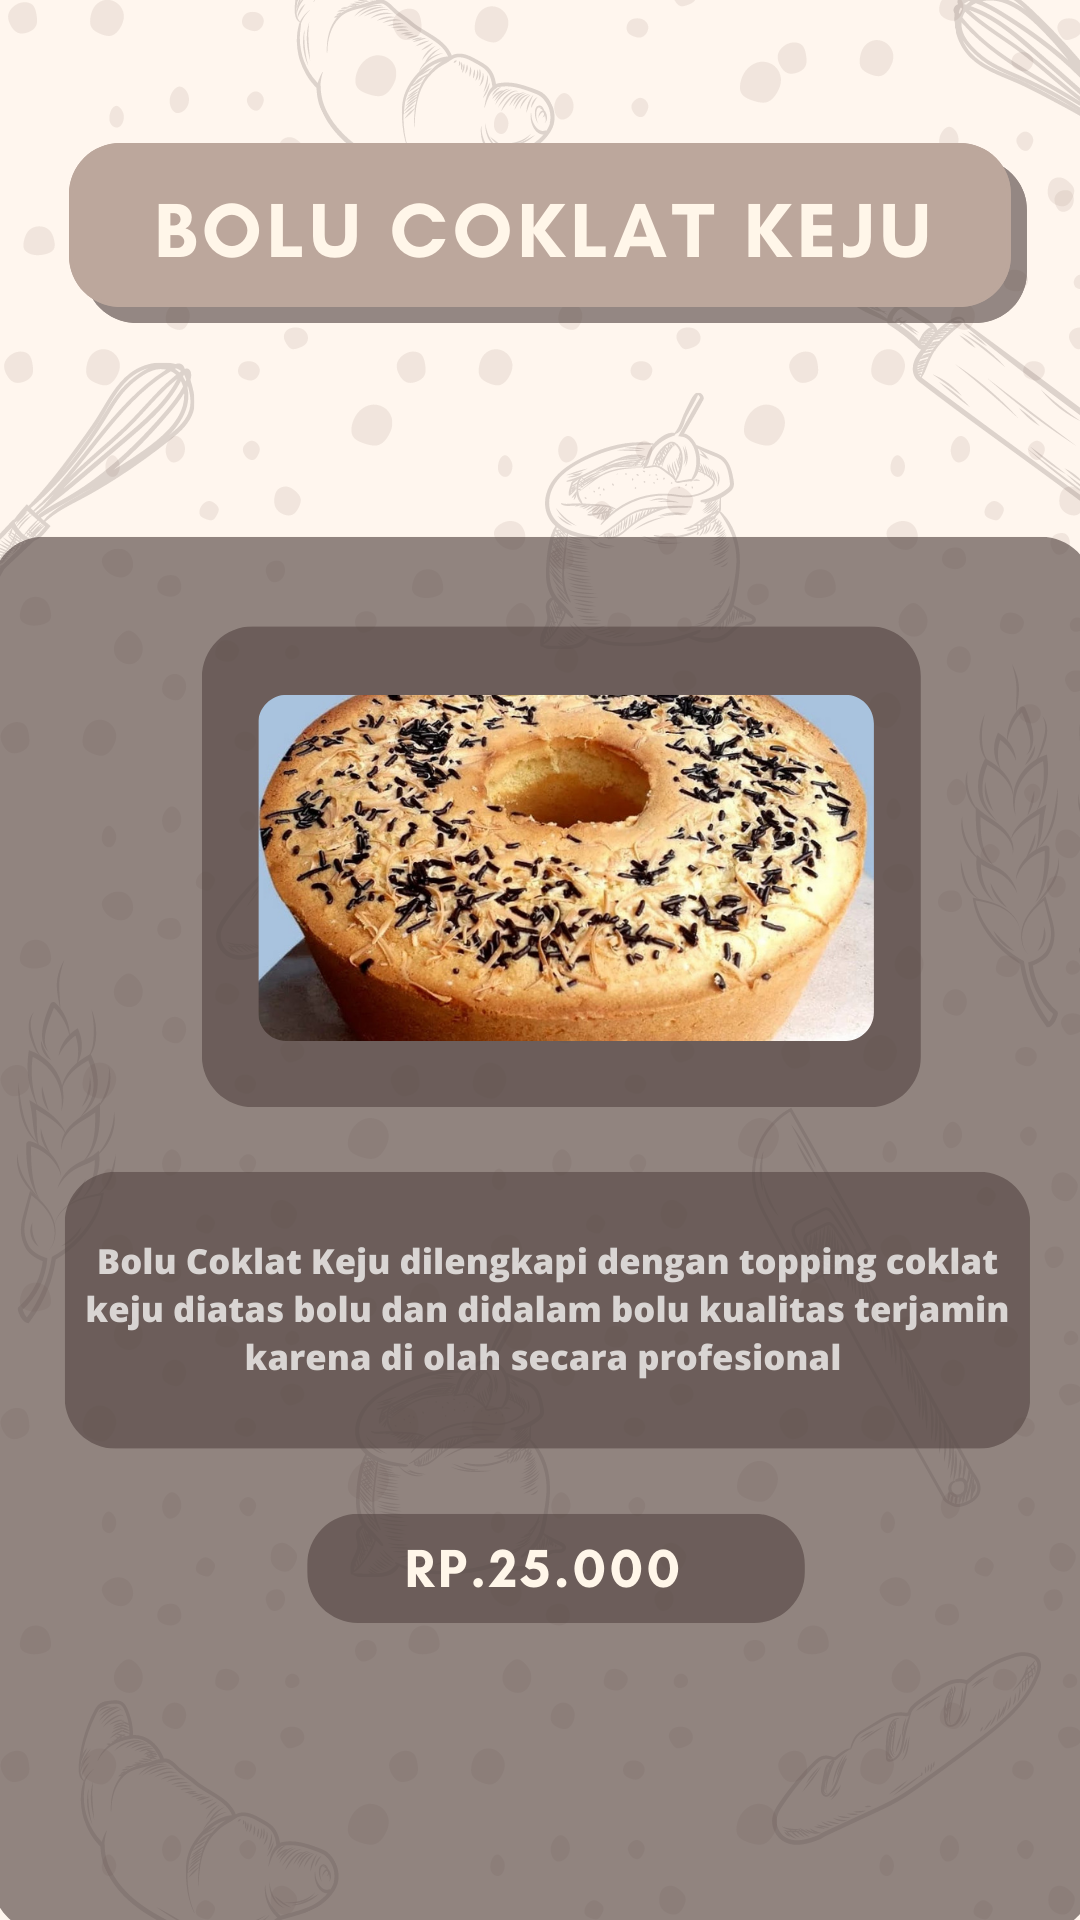 BOLU COKLAT KEJU
Bolu Coklat Keju dilengkapi dengan topping coklat
keju diatas bolu dan didalam bolu kualitas terjamin
karena di olah secara profesional
RP.25.000